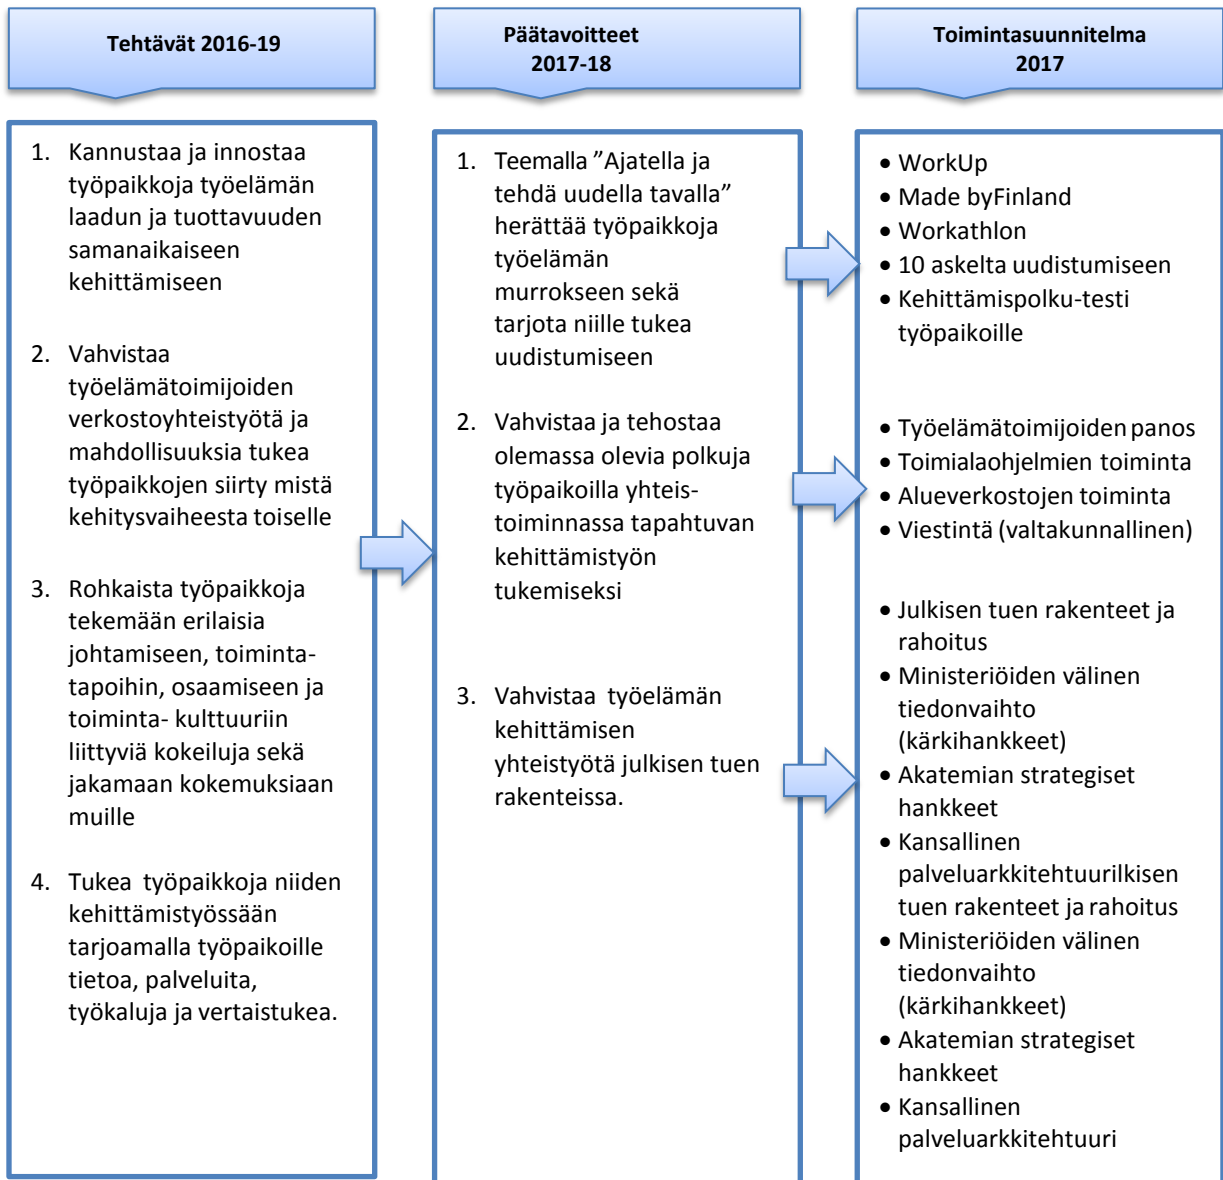 Tehtävät 2016-19
Päätavoitteet
2017-18
Toimintasuunnitelma
2017
1. Kannustaa ja innostaa
työpaikkoja työelämän
laadun ja tuottavuuden
samanaikaiseen
kehittämiseen
2. Vahvistaa
työelämätoimijoiden
verkostoyhteistyötä ja
mahdollisuuksia tukea
työpaikkojen siirty mistä
kehitysvaiheesta toiselle
3. Rohkaista työpaikkoja
tekemään erilaisia
johtamiseen, toiminta-
tapoihin, osaamiseen ja
toiminta- kulttuuriin
liittyviä kokeiluja sekä
jakamaan kokemuksiaan
muille
4. Tukea työpaikkoja niiden
kehittämistyössään
tarjoamalla työpaikoille
tietoa, palveluita,
työkaluja ja vertaistukea.
1. Teemalla ”Ajatella ja
tehdä uudella tavalla”
herättää työpaikkoja
työelämän
murrokseen sekä
tarjota niille tukea
uudistumiseen
2. Vahvistaa ja tehostaa
olemassa olevia polkuja
työpaikoilla yhteis-
toiminnassa tapahtuvan
kehittämistyön
tukemiseksi
3. Vahvistaa työelämän
kehittämisen
yhteistyötä julkisen tuen
rakenteissa.
• WorkUp
• Made byFinland
• Workathlon
• 10 askelta uudistumiseen
• Kehittämispolku-testi
työpaikoille
• Työelämätoimijoiden panos
• Toimialaohjelmien toiminta
• Alueverkostojen toiminta
• Viestintä (valtakunnallinen)
• Julkisen tuen rakenteet ja
rahoitus
• Ministeriöiden välinen
tiedonvaihto
(kärkihankkeet)
• Akatemian strategiset
hankkeet
• Kansallinen
palveluarkkitehtuurilkisen
tuen rakenteet ja rahoitus
• Ministeriöiden välinen
tiedonvaihto
(kärkihankkeet)
• Akatemian strategiset
hankkeet
• Kansallinen
palveluarkkitehtuuri